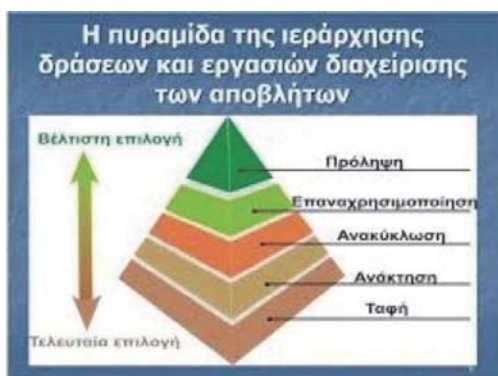 Η πυραμίδα της ιεράρχησης
δράσεων και εργασιών διαχείρισης
των αποβλήτων
Βέλτιστη επιλογή
Πρόληψη
Επαναχρησιμοποίηση
Ανακύκλωση
Ανάκτηση
Ταφή
Τελευταία επιλογή